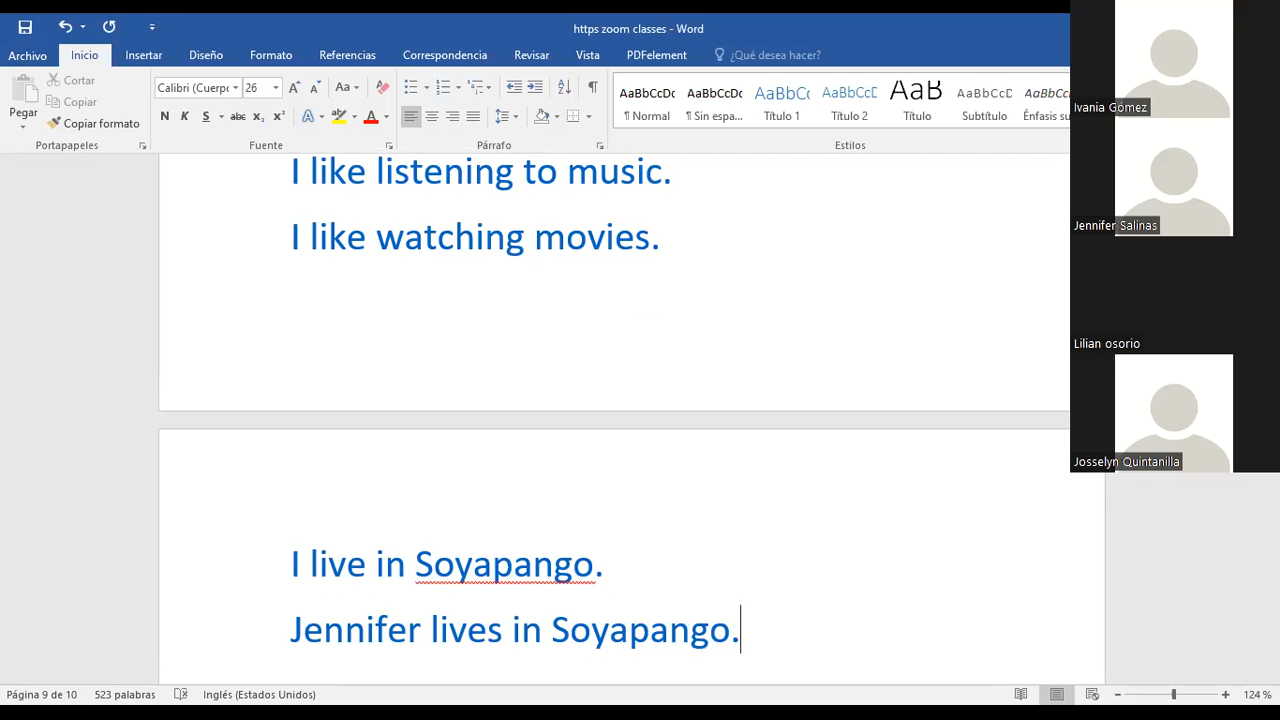 https zoom classes - Word
Archivo Inicio Insertar Diseño Formato Referencias Correspondencia Revisar Vista PDFelement ¿Qué desea hacer?
Pegar
Cortar
Copiar
Copiar formato
Portapapeles
Calibri (Cuerpo 26
N K S abc x₂ x²
Fuente
Párrafo
AaBbCcDc ¶ Normal
AaBbCcDc ¶ Sin espa...
AaBbCc Título 1
AaBbCcD Título 2
AaB Título
AaBbCcD Subtítulo
AaBbCcDc Énfasis su
Estilos
I like listening to music.
I like watching movies.
I live in Soyapango.
Jennifer lives in Soyapango.
Ivania Gómez
Jennifer Salinas
Lilian osorio
Josselyn Quintanilla
Página 9 de 10 523 palabras Inglés (Estados Unidos) 124 %